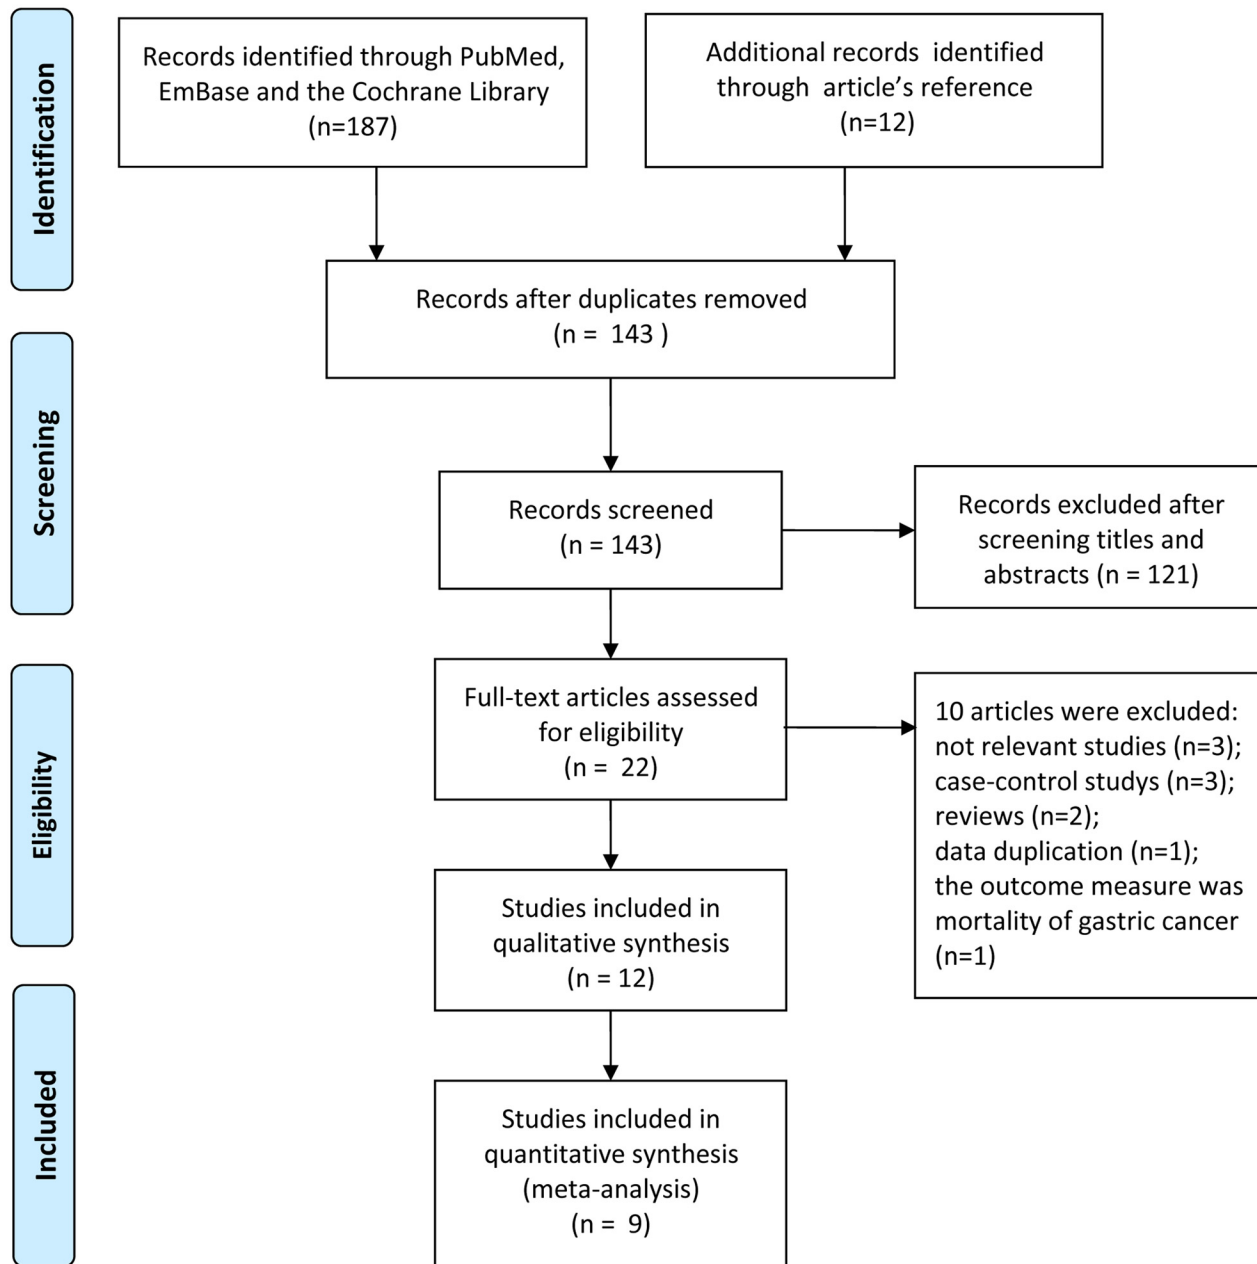 Identification
Records identified through PubMed,
EmBase and the Cochrane Library
(n=187)
Additional records identified
through article's reference
(n=12)
Records after duplicates removed
(n = 143 )
Screening
Records screened
(n = 143)
Records excluded after
screening titles and
abstracts (n = 121)
Eligibility
Full-text articles assessed
for eligibility
(n = 22)
10 articles were excluded:
not relevant studies (n=3);
case-control studys (n=3);
reviews (n=2);
data duplication (n=1);
the outcome measure was
mortality of gastric cancer
(n=1)
Studies included in
qualitative synthesis
(n = 12)
Included
Studies included in
quantitative synthesis
(meta-analysis)
(n = 9)